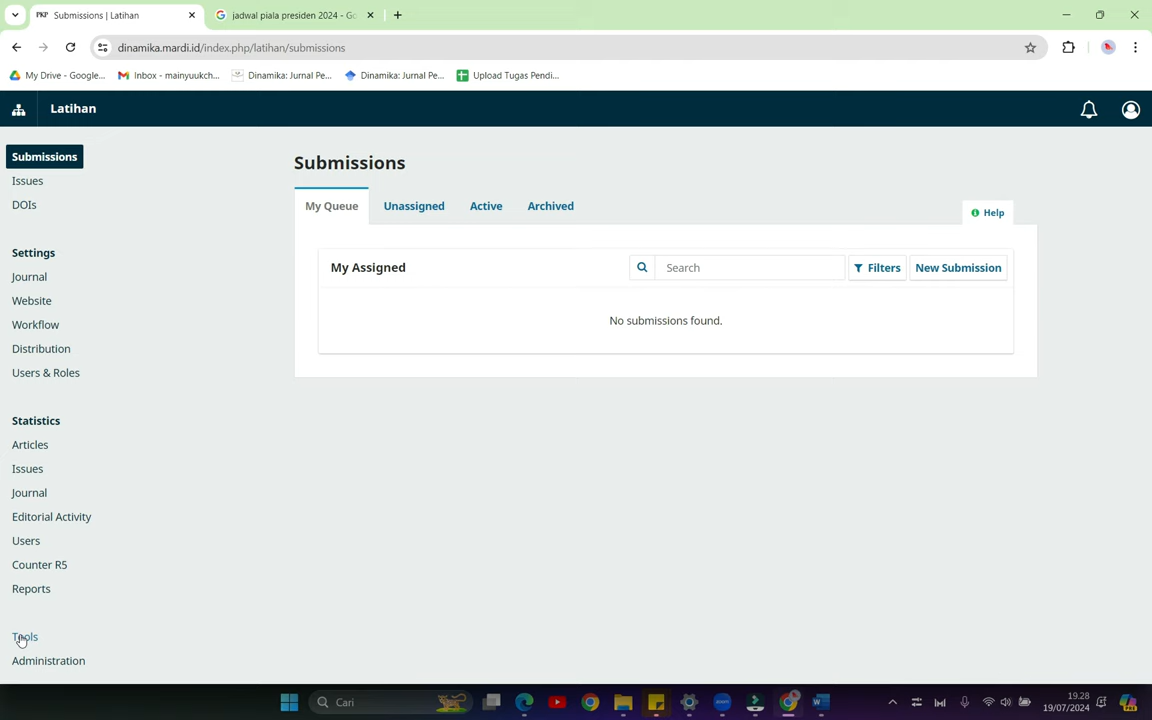 PKP Submissions | Latihan
jadwal piala presiden 2024 - Go
dinamika.mardi.id/index.php/latihan/submissions
My Drive - Google...
Inbox - mainyuukch...
Dinamika: Jurnal Pe...
Dinamika: Jurnal Pe...
Upload Tugas Pendi...
Latihan
Submissions
Issues
DOIs
Settings
Journal
Website
Workflow
Distribution
Users & Roles
Statistics
Articles
Issues
Journal
Editorial Activity
Users
Counter R5
Reports
Tools
Administration
Submissions
My Queue
Unassigned
Active
Archived
Help
My Assigned
Search
Filters
New Submission
No submissions found.
Cari
19.28
19/07/2024